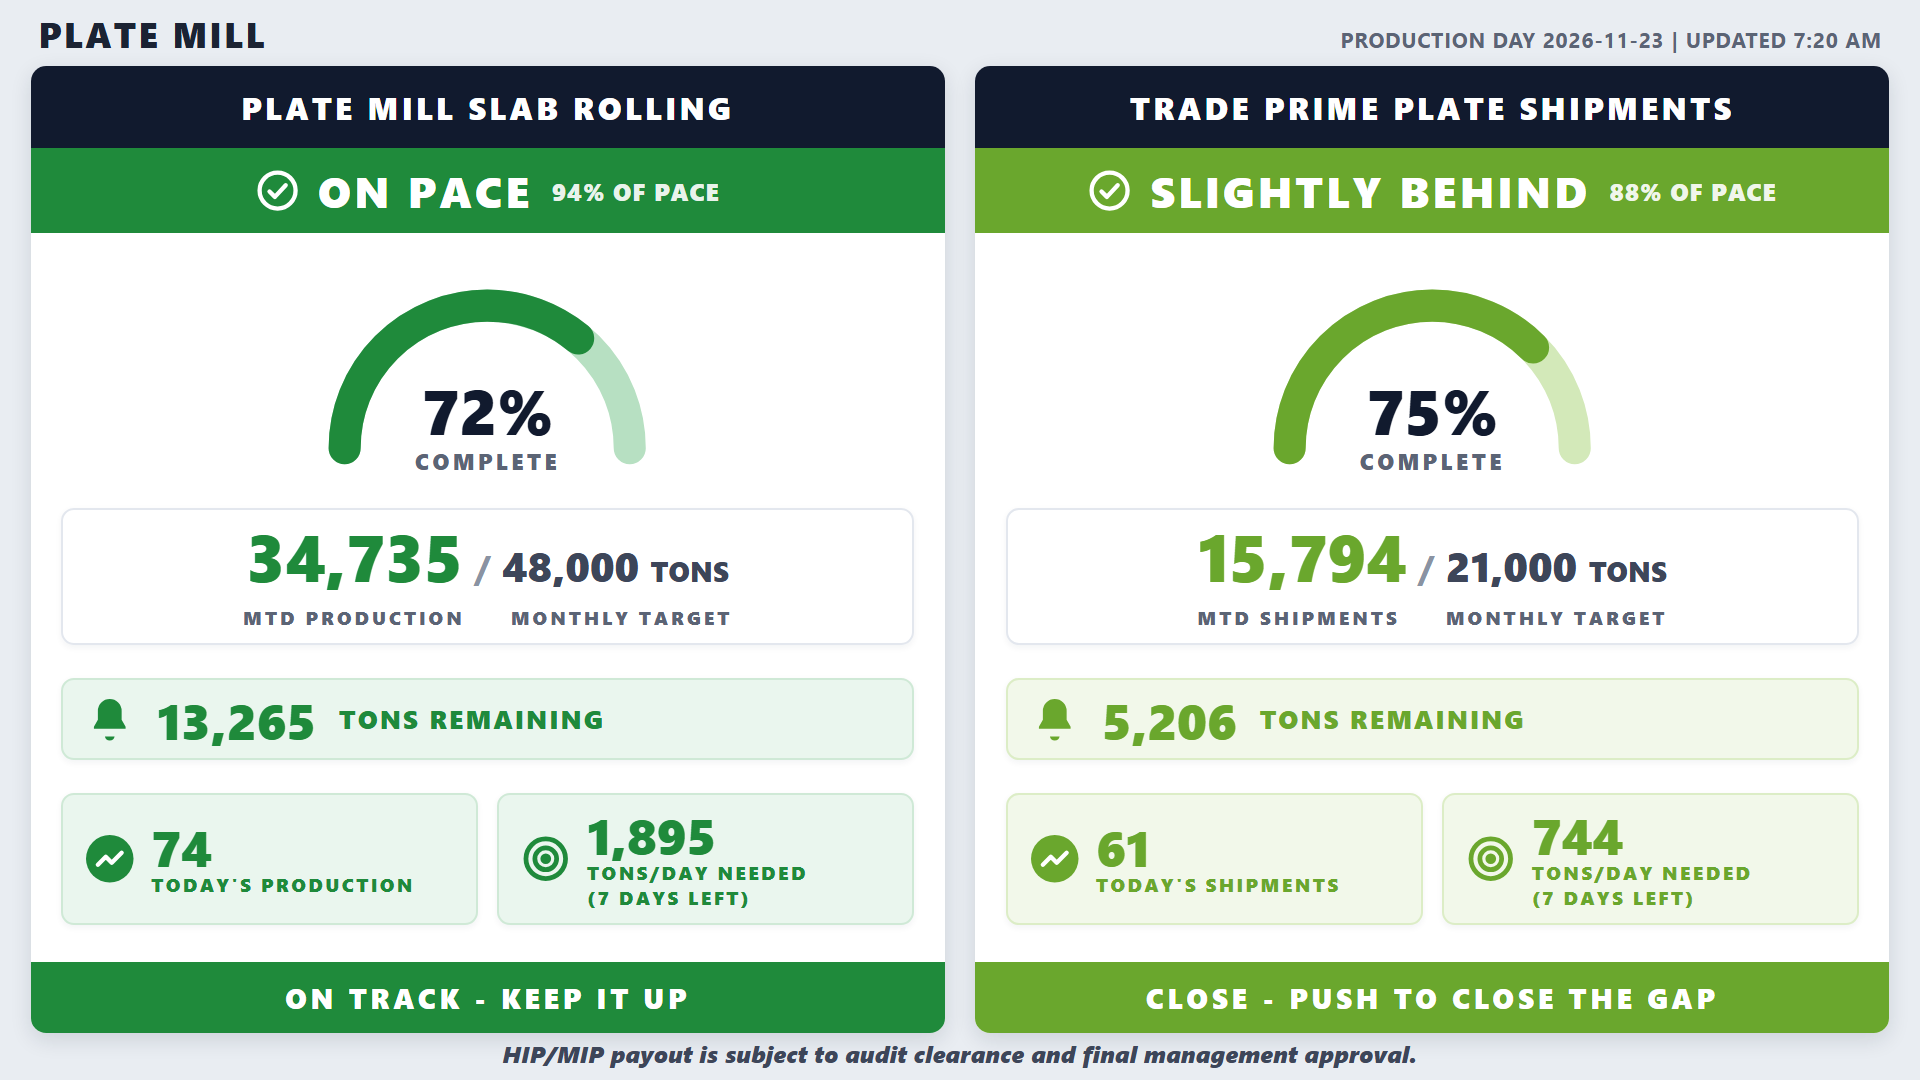 PLATE MILL
PRODUCTION DAY 2026-11-23 | UPDATED 7:20 AM
PLATE MILL SLAB ROLLING
ON PACE 94% OF PACE
72%
COMPLETE
34,735 / 48,000 TONS
MTD PRODUCTION MONTHLY TARGET
13,265 TONS REMAINING
74
TODAY'S PRODUCTION
1,895
TONS/DAY NEEDED
(7 DAYS LEFT)
ON TRACK - KEEP IT UP
TRADE PRIME PLATE SHIPMENTS
SLIGHTLY BEHIND 88% OF PACE
75%
COMPLETE
15,794 / 21,000 TONS
MTD SHIPMENTS MONTHLY TARGET
5,206 TONS REMAINING
61
TODAY'S SHIPMENTS
744
TONS/DAY NEEDED
(7 DAYS LEFT)
CLOSE - PUSH TO CLOSE THE GAP
HIP/MIP payout is subject to audit clearance and final management approval.